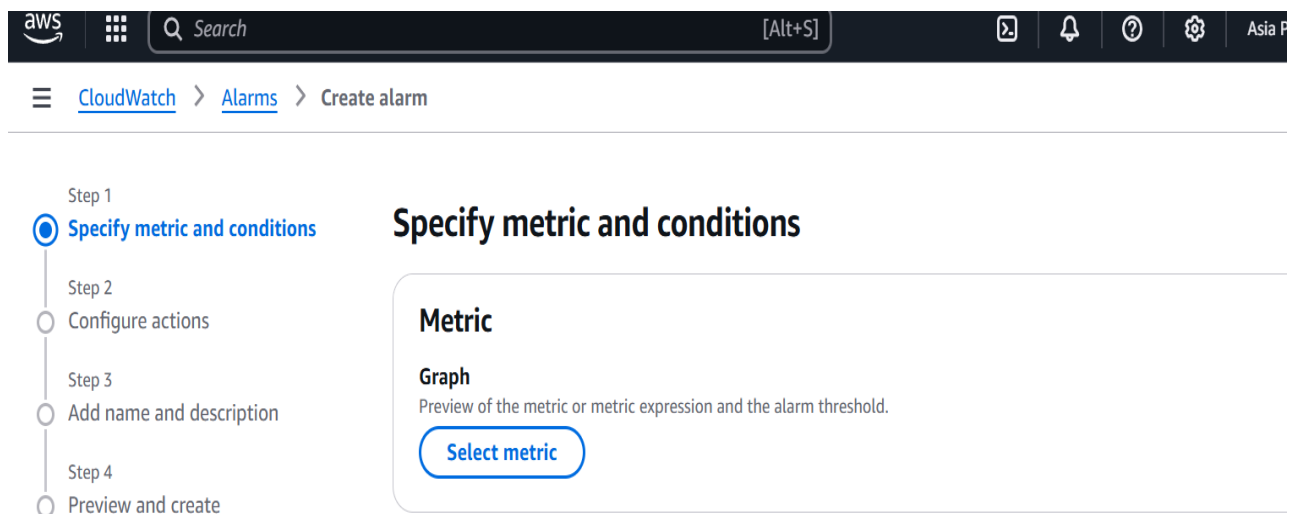 aws
Search [Alt+S] Asia P
CloudWatch > Alarms > Create alarm
Step 1
Specify metric and conditions
Step 2
Configure actions
Step 3
Add name and description
Step 4
Preview and create
Specify metric and conditions
Metric
Graph
Preview of the metric or metric expression and the alarm threshold.
Select metric